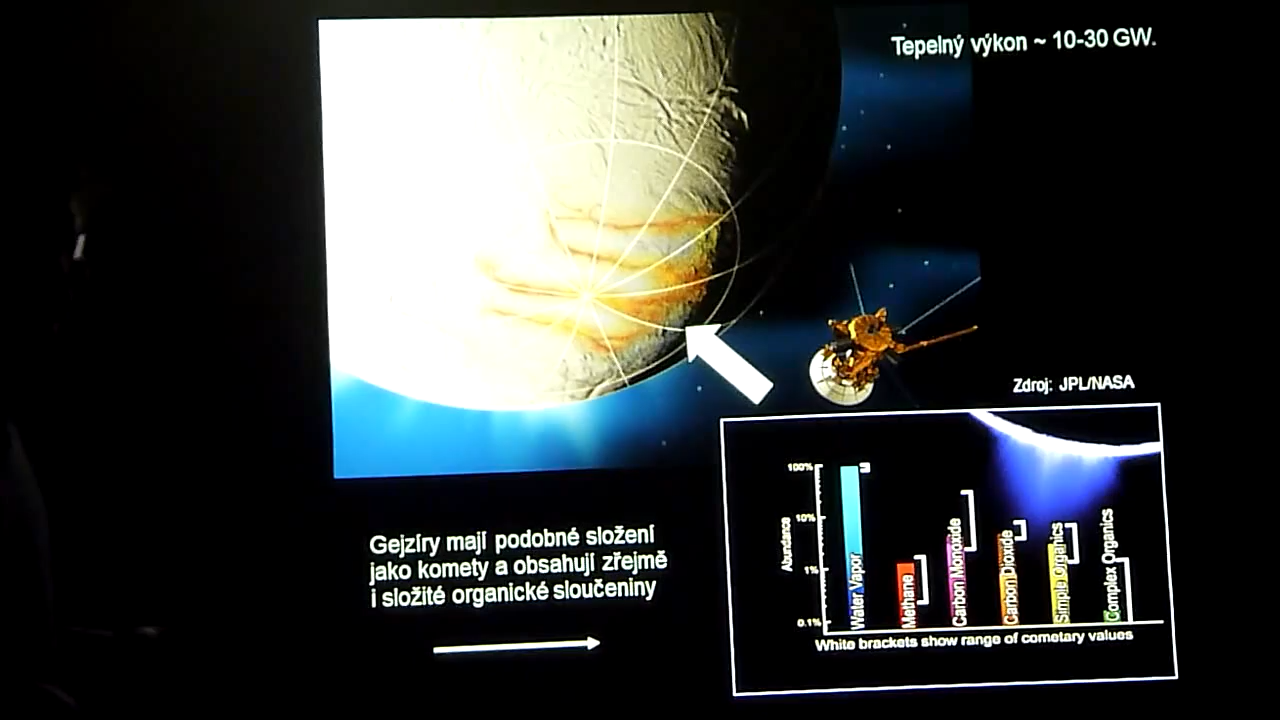 Tepelný výkon ~ 10-30 GW.
Zdroj: JPL/NASA
Gejzíry mají podobné složení
jako komety a obsahují zřejmě
i složité organické sloučeniny
100%
10%
1%
0.1%
Abundance
Water Vapor
Methane
Carbon Monoxide
Carbon Dioxide
Simple Organics
Complex Organics
White brackets show range of cometary values